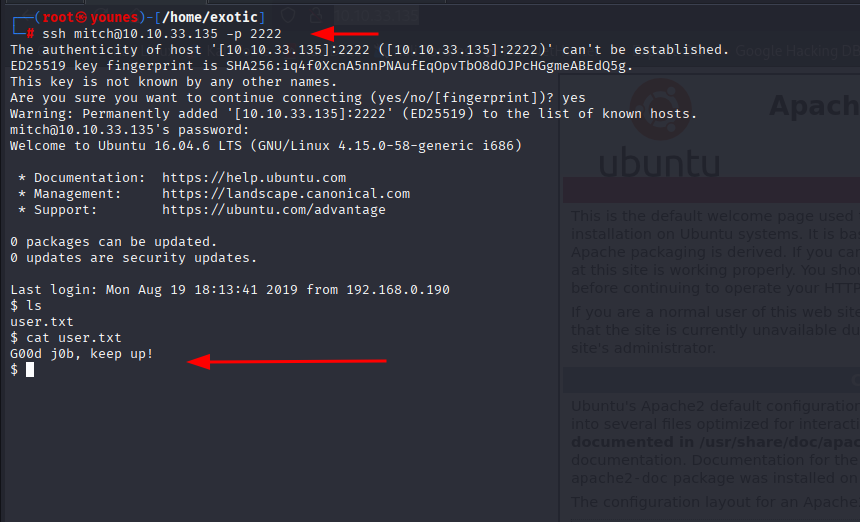 ┌──(root㉿younes)-[/home/exotic]
└─# ssh mitch@10.10.33.135 -p 2222
The authenticity of host '[10.10.33.135]:2222 ([10.10.33.135]:2222)' can't be established.
ED25519 key fingerprint is SHA256:iq4f0XcnA5nnPNAufEqOpvTbO8dOJPcHGgmeABEdQ5g.
This key is not known by any other names.
Are you sure you want to continue connecting (yes/no/[fingerprint])? yes
Warning: Permanently added '[10.10.33.135]:2222' (ED25519) to the list of known hosts.
mitch@10.10.33.135's password:
Welcome to Ubuntu 16.04.6 LTS (GNU/Linux 4.15.0-58-generic i686)
* Documentation:  https://help.ubuntu.com
* Management:     https://landscape.canonical.com
* Support:        https://ubuntu.com/advantage
0 packages can be updated.
0 updates are security updates.
Last login: Mon Aug 19 18:13:41 2019 from 192.168.0.190
$ ls
user.txt
$ cat user.txt
G00d j0b, keep up!
$
Google Hacking
Apache
ubuntu
This is the default welcome page used
installation on Ubuntu systems. It is ba
Apache packaging is derived. If you ca
at this site is working properly. You sho
before continuing to operate your HTTP
If you are a normal user of this web site
that the site is currently unavailable du
site's administrator.
Ubuntu's Apache2 default configuration
into several files optimized for interact
documented in /usr/share/doc/apac
documentation. Documentation for the
apache2-doc package was installed on
The configuration layout for an Apache